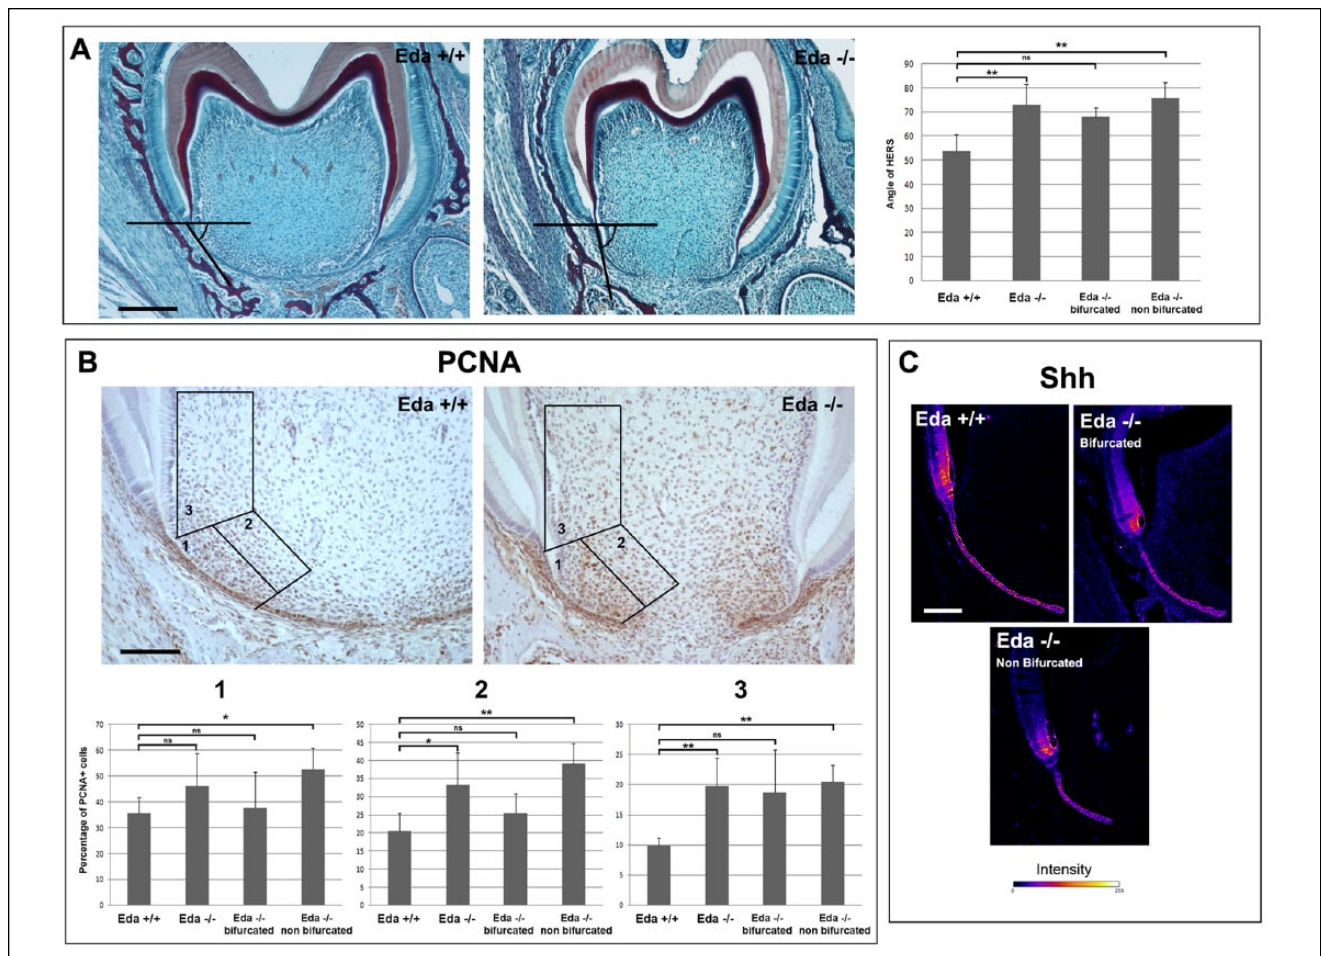 A
Eda +/+
Eda -/-
**
ns
**
Angle of HERS
90
80
70
60
50
40
30
20
10
0
Eda +/+
Eda -/-
Eda -/-
bifurcated
Eda -/-
non bifurcated
B
PCNA
Eda +/+
Eda -/-
3
2
1
3
2
1
1
2
3
Percentage of PCNA+ cells
70
60
50
40
30
20
10
0
*
ns
ns
Eda +/+
Eda -/-
Eda -/-
bifurcated
Eda -/-
non bifurcated
50
45
40
35
30
25
20
15
10
5
0
**
ns
*
Eda +/+
Eda -/-
Eda -/-
bifurcated
Eda -/-
non bifurcated
30
25
20
15
10
5
0
**
ns
**
Eda +/+
Eda -/-
Eda -/-
bifurcated
Eda -/-
non bifurcated
C
Shh
Eda +/+
Eda -/-
Bifurcated
Eda -/-
Non Bifurcated
Intensity
0
255